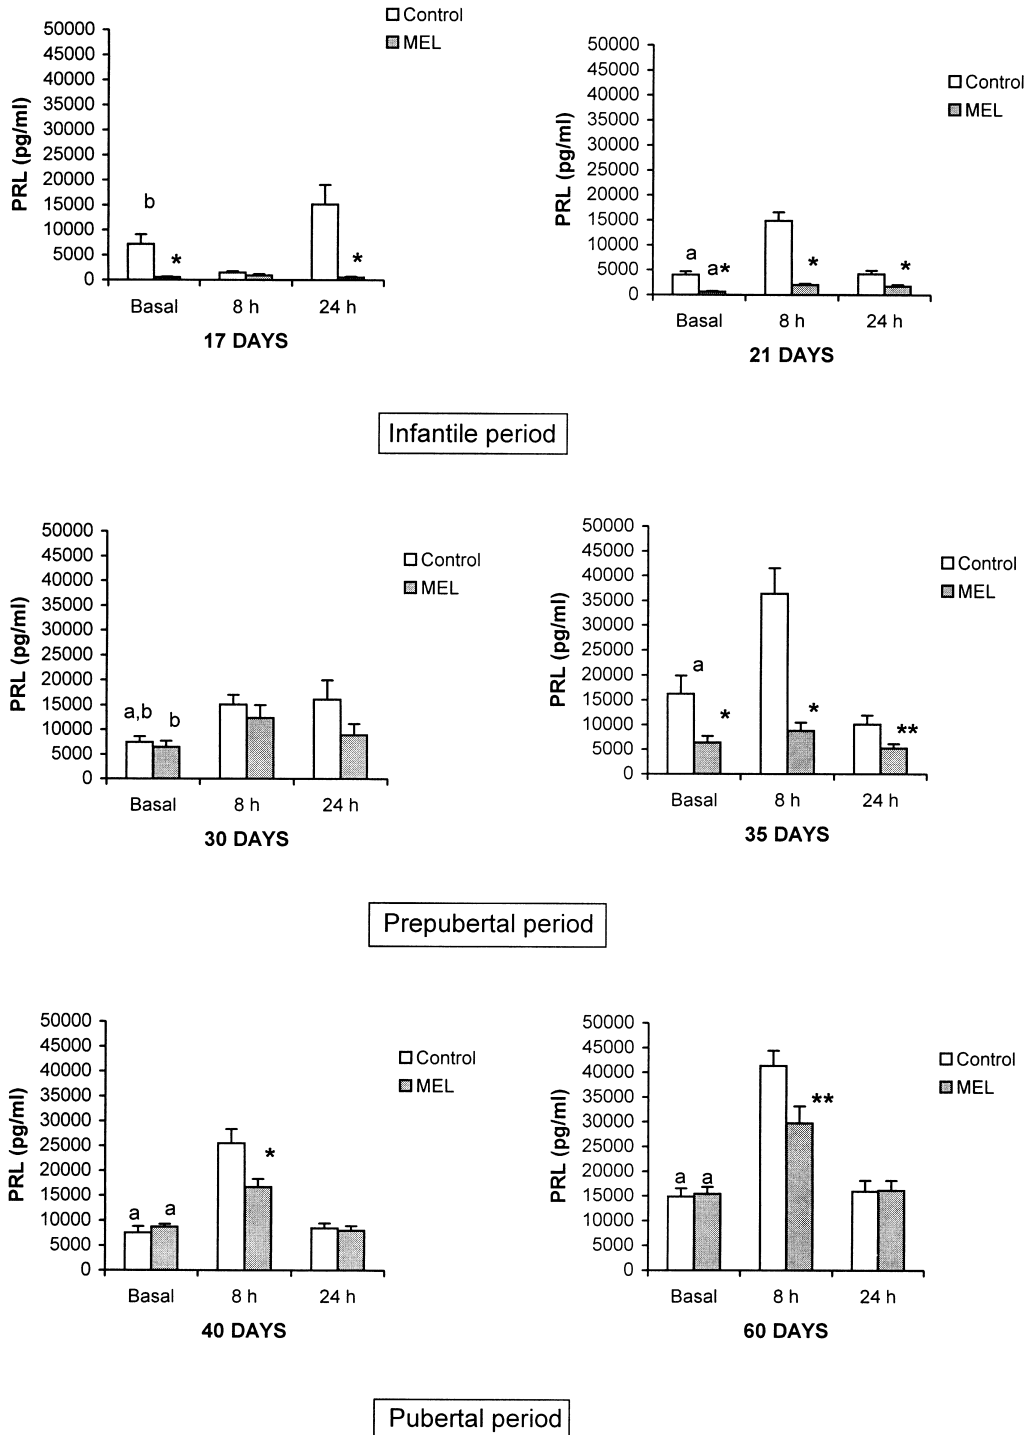 Control
MEL
50000
45000
40000
35000
30000
25000
20000
15000
10000
5000
0
PRL (pg/ml)
b
*
*
Basal
8 h
24 h
17 DAYS
Control
MEL
50000
45000
40000
35000
30000
25000
20000
15000
10000
5000
0
PRL (pg/ml)
a
a*
*
*
Basal
8 h
24 h
21 DAYS
Infantile period
50000
45000
40000
35000
30000
25000
20000
15000
10000
5000
0
PRL (pg/ml)
Control
MEL
a,b
b
Basal
8 h
24 h
30 DAYS
50000
45000
40000
35000
30000
25000
20000
15000
10000
5000
0
PRL (pg/ml)
Control
MEL
a
*
*
**
Basal
8 h
24 h
35 DAYS
Prepubertal period
50000
45000
40000
35000
30000
25000
20000
15000
10000
5000
0
PRL (pg/ml)
Control
MEL
a
a
*
Basal
8 h
24 h
40 DAYS
50000
45000
40000
35000
30000
25000
20000
15000
10000
5000
0
PRL (pg/ml)
Control
MEL
a
a
**
Basal
8 h
24 h
60 DAYS
Pubertal period